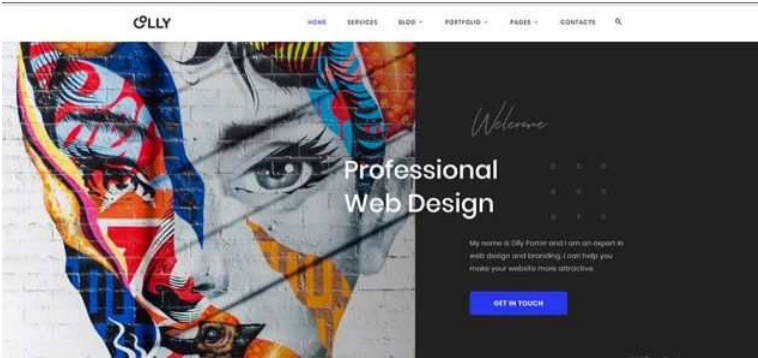 OLLY
HOME SERVICES BLOG PORTFOLIO PAGES CONTACTS
Welcome
Professional
Web Design
My name is Olly Porter and I am an expert in
web design and branding. I can help you
make your website more attractive.
GET IN TOUCH